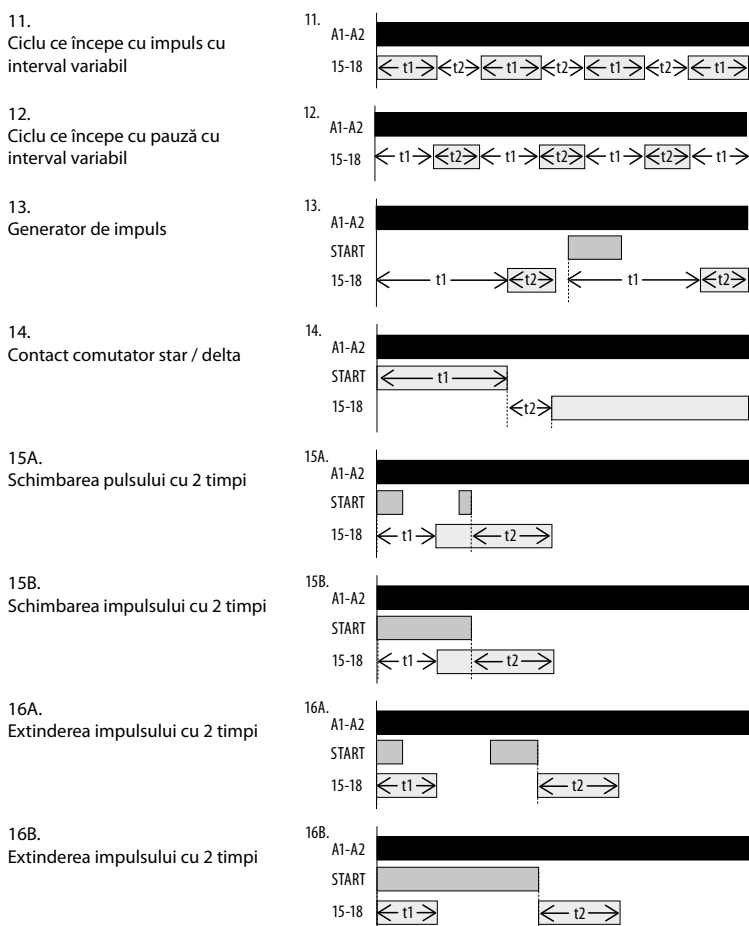 11.
Ciclu ce începe cu impuls cu
interval variabil
11.
A1-A2
15-18
t1 t2 t1 t2 t1 t2 t1
12.
Ciclu ce începe cu pauză cu
interval variabil
12.
A1-A2
15-18
t1 t2 t1 t2 t1 t2 t1
13.
Generator de impuls
13.
A1-A2
START
15-18
t1 t2 t1 t2
14.
Contact comutator star / delta
14.
A1-A2
START
t1
15-18
t2
15A.
Schimbarea pulsului cu 2 timpi
15A.
A1-A2
START
15-18
t1 t2
15B.
Schimbarea impulsului cu 2 timpi
15B.
A1-A2
START
15-18
t1 t2
16A.
Extinderea impulsului cu 2 timpi
16A.
A1-A2
START
15-18
t1 t2
16B.
Extinderea impulsului cu 2 timpi
16B.
A1-A2
START
15-18
t1 t2